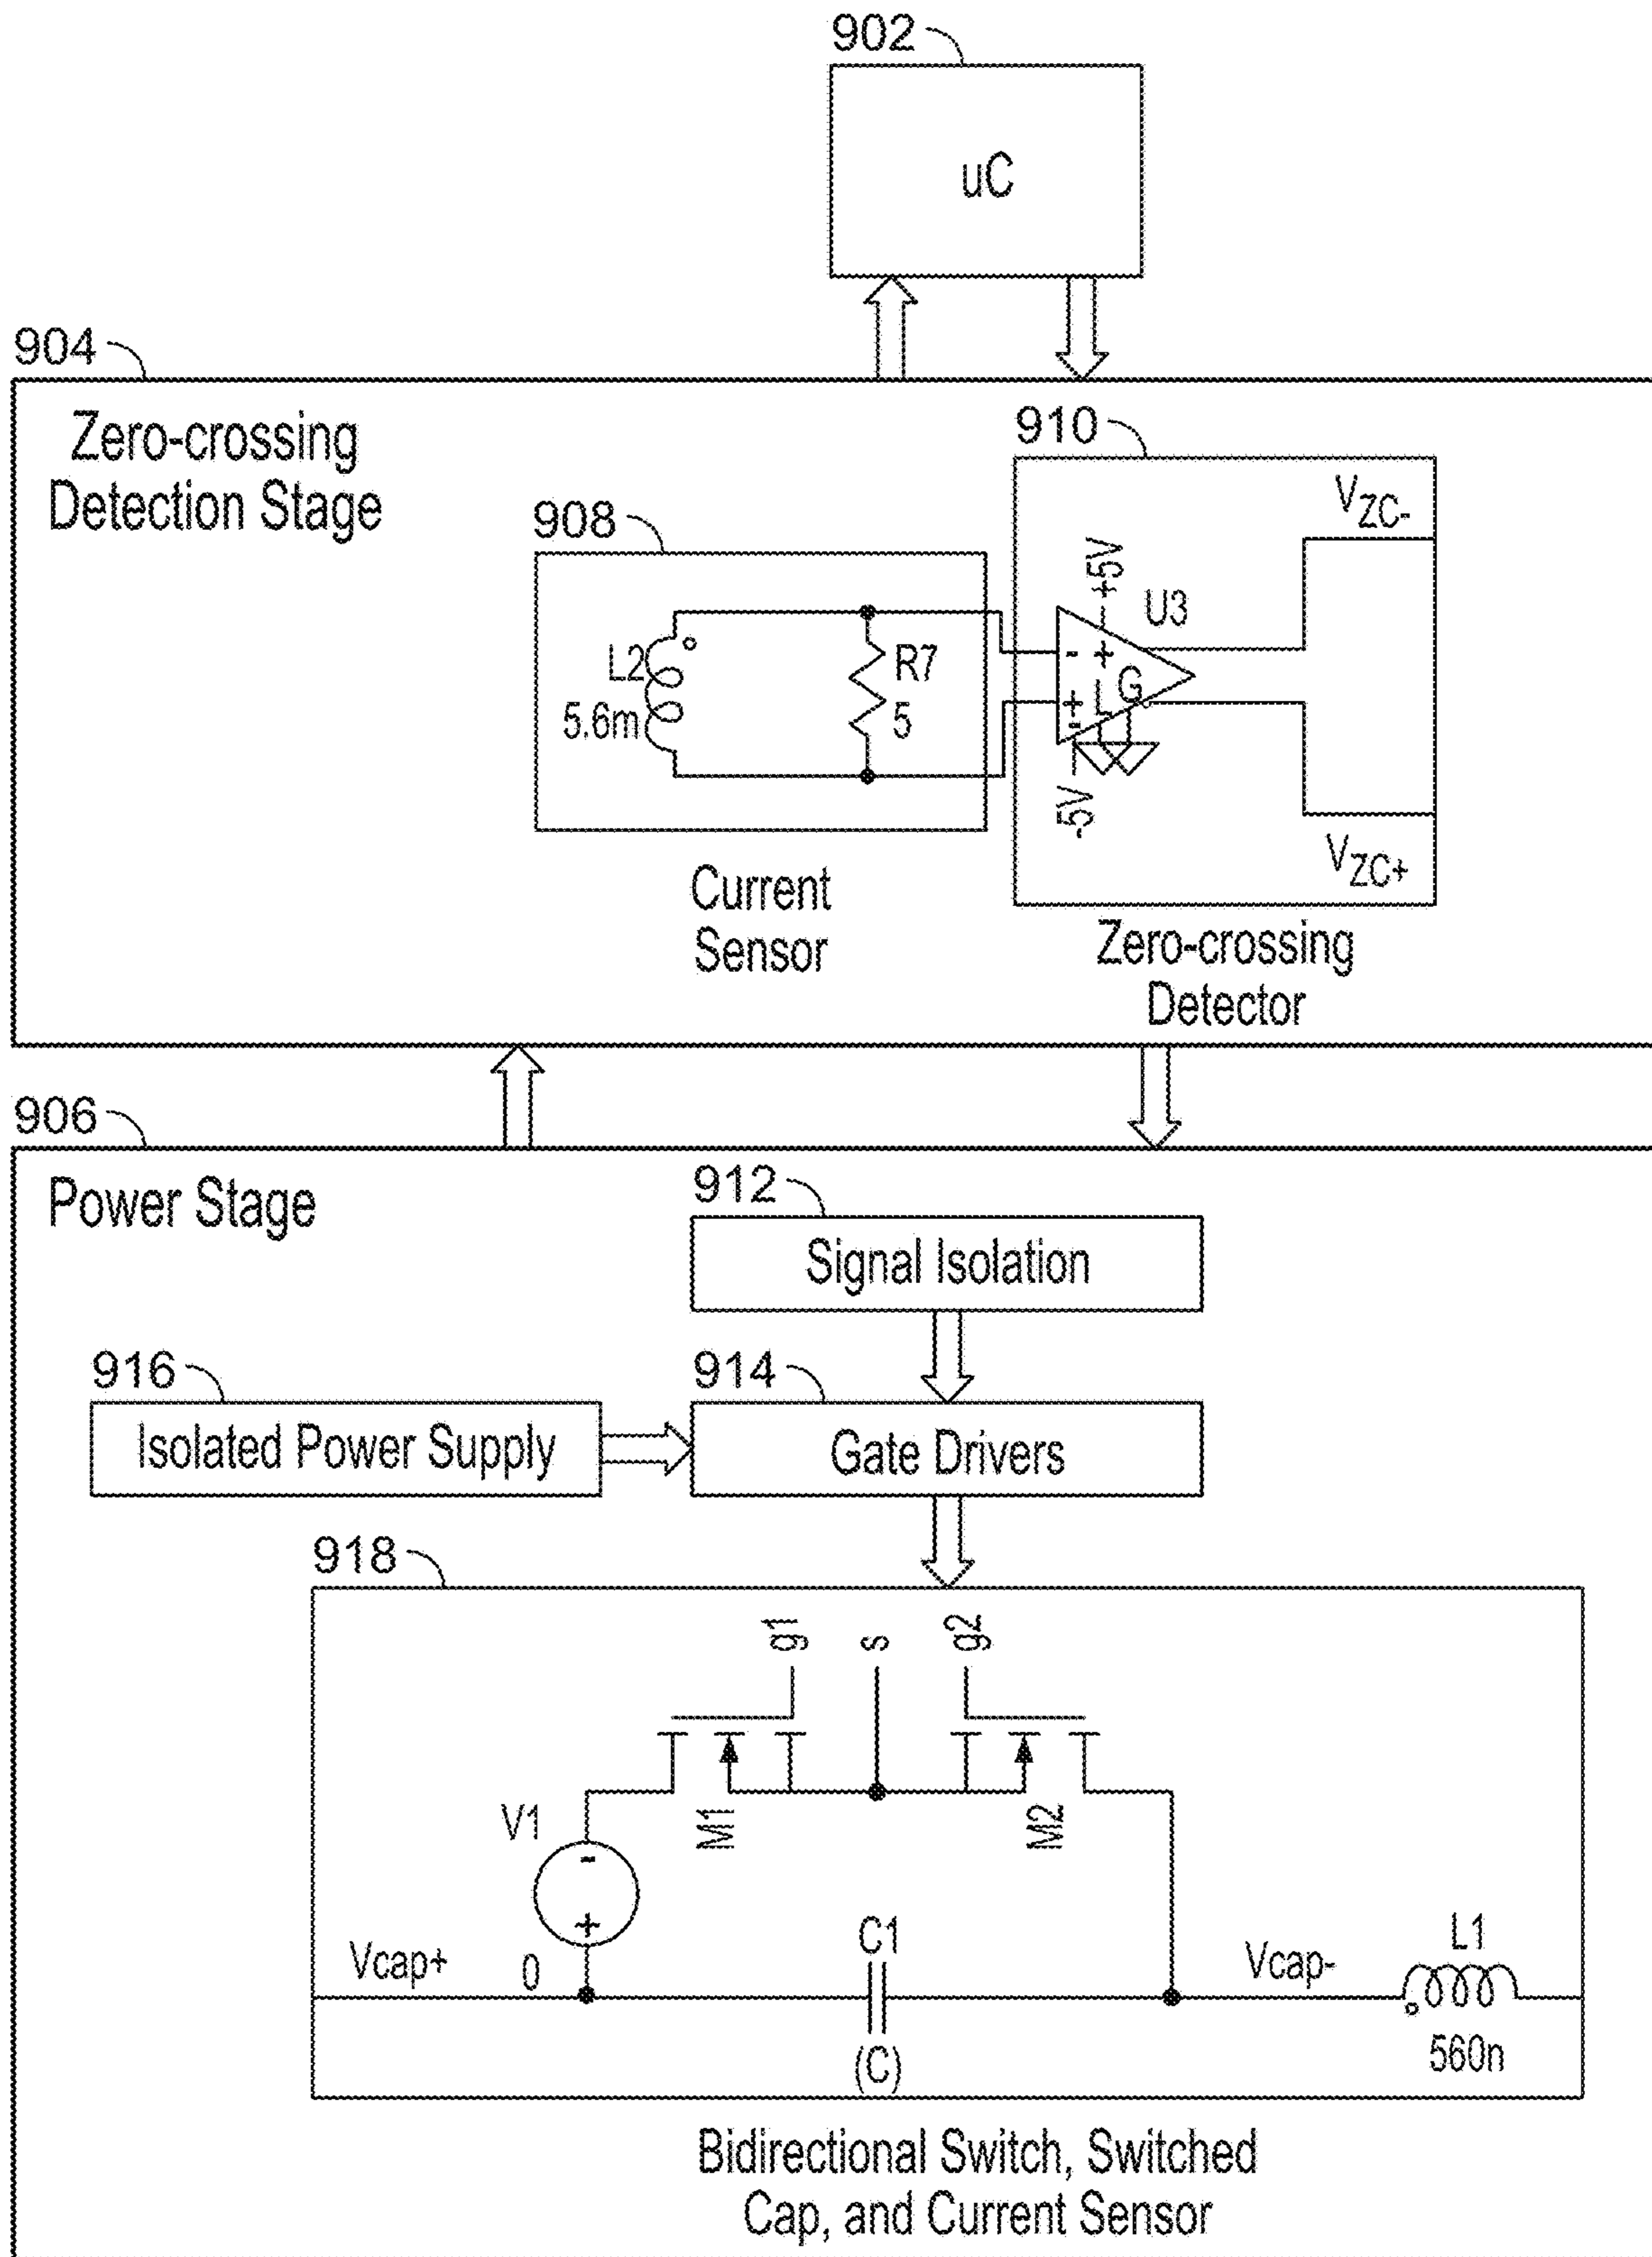 902
uC
904
Zero-crossing
Detection Stage
910
V_ZC-
908
+5V
U3
L2
5.6m
R7
5
- +
+ L G
-
-5V
V_ZC+
Current
Sensor
Zero-crossing
Detector
906
Power Stage
912
Signal Isolation
916
Isolated Power Supply
914
Gate Drivers
918
g1
s
g2
M1
M2
V1
-
+
Vcap+
0
C1
(C)
Vcap-
L1
560n
Bidirectional Switch, Switched
Cap, and Current Sensor